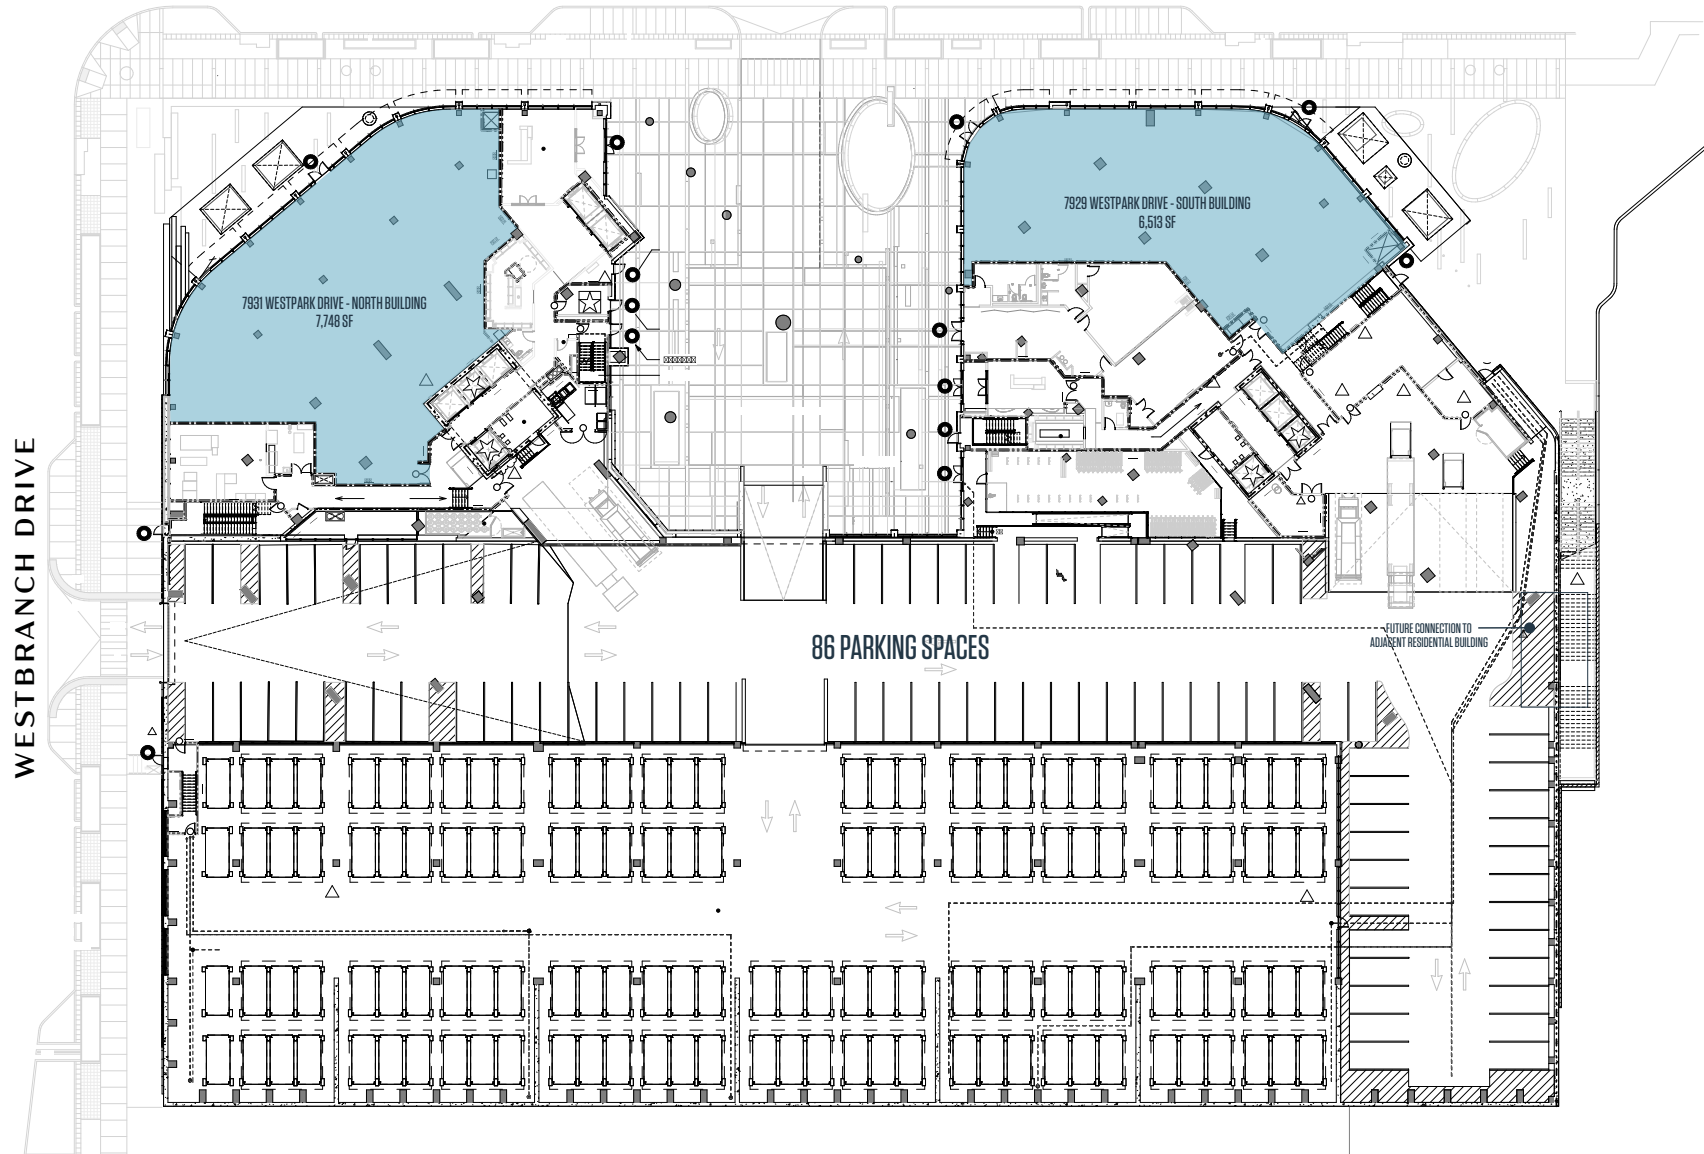 7929 WESTPARK DRIVE - SOUTH BUILDING
6,513 SF
7931 WESTPARK DRIVE - NORTH BUILDING
7,748 SF
WESTBRANCH DRIVE
86 PARKING SPACES
FUTURE CONNECTION TO
ADJACENT RESIDENTIAL BUILDING